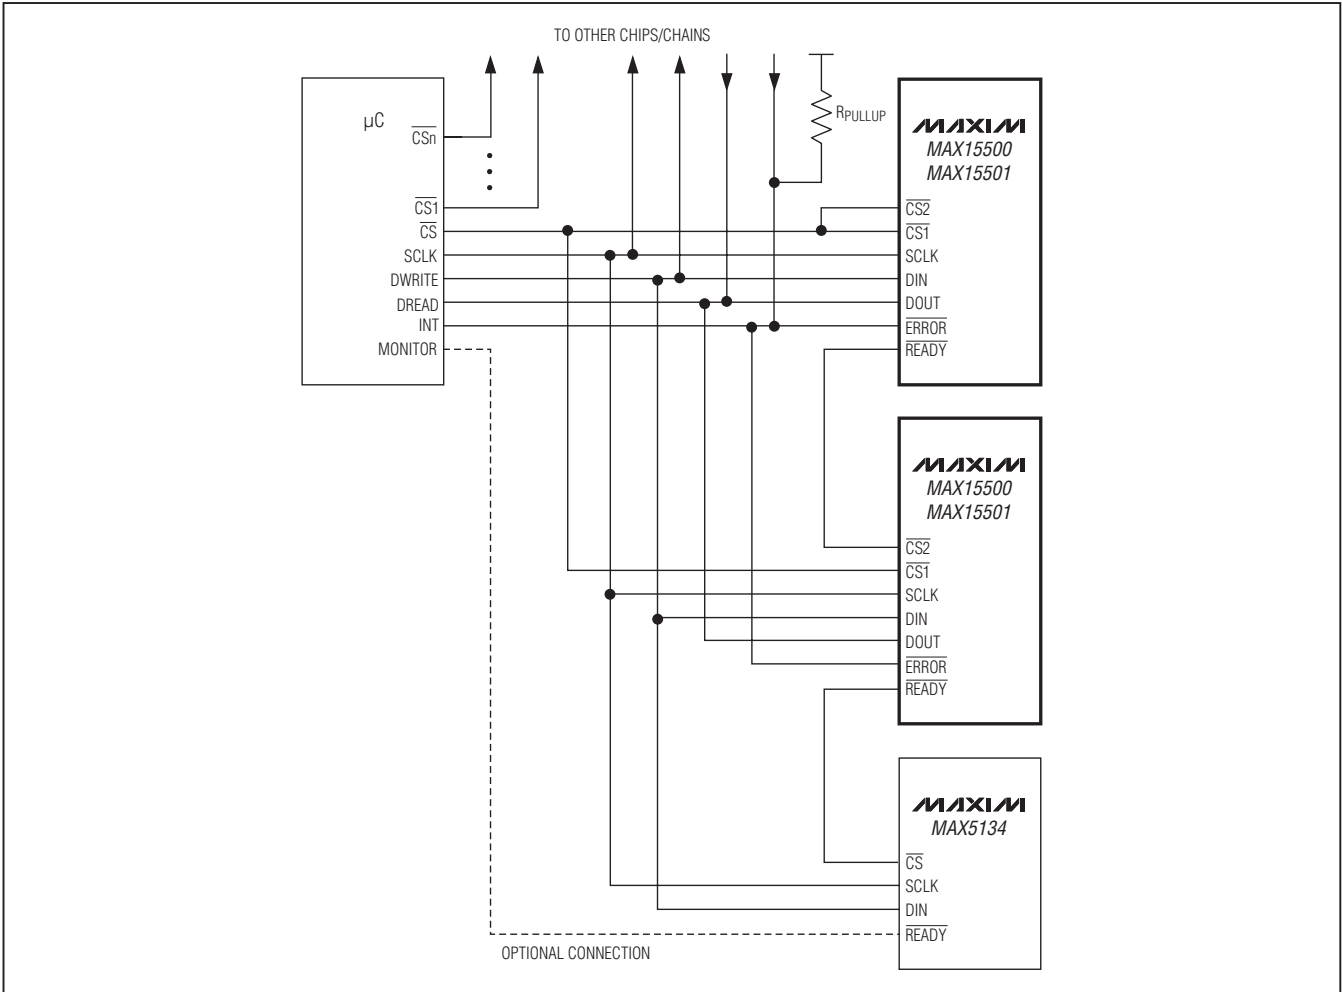 TO OTHER CHIPS/CHAINS
µC
CSn
CS1
CS
SCLK
DWRITE
DREAD
INT
MONITOR
RPULLUP
MAXIM
MAX15500
MAX15501
CS2
CS1
SCLK
DIN
DOUT
ERROR
READY
MAXIM
MAX15500
MAX15501
CS2
CS1
SCLK
DIN
DOUT
ERROR
READY
MAXIM
MAX5134
CS
SCLK
DIN
READY
OPTIONAL CONNECTION